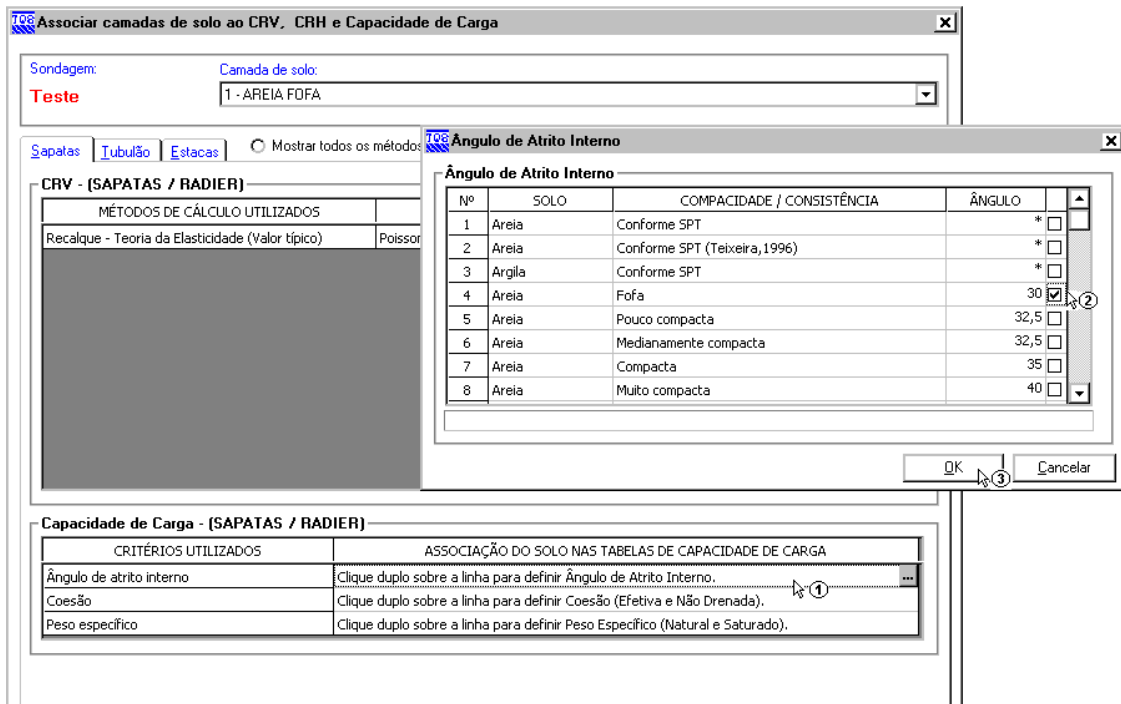 TQS Associar camadas de solo ao CRV, CRH e Capacidade de Carga
Sondagem: Camada de solo:
Teste 1 - AREIA FOFA
Sapatas Tubulão Estacas Mostrar todos os métodos
CRV - (SAPATAS / RADIER)
MÉTODOS DE CÁLCULO UTILIZADOS
Recalque - Teoria da Elasticidade (Valor típico) Poisson
TQS Ângulo de Atrito Interno
Ângulo de Atrito Interno
Nº SOLO COMPACIDADE / CONSISTÊNCIA ÂNGULO
1 Areia Conforme SPT *
2 Areia Conforme SPT (Teixeira,1996) *
3 Argila Conforme SPT *
4 Areia Fofa 30 2
5 Areia Pouco compacta 32,5
6 Areia Medianamente compacta 32,5
7 Areia Compacta 35
8 Areia Muito compacta 40
OK 3 Cancelar
Capacidade de Carga - (SAPATAS / RADIER)
CRITÉRIOS UTILIZADOS ASSOCIAÇÃO DO SOLO NAS TABELAS DE CAPACIDADE DE CARGA
Ângulo de atrito interno Clique duplo sobre a linha para definir Ângulo de Atrito Interno. ... 1
Coesão Clique duplo sobre a linha para definir Coesão (Efetiva e Não Drenada).
Peso específico Clique duplo sobre a linha para definir Peso Específico (Natural e Saturado).